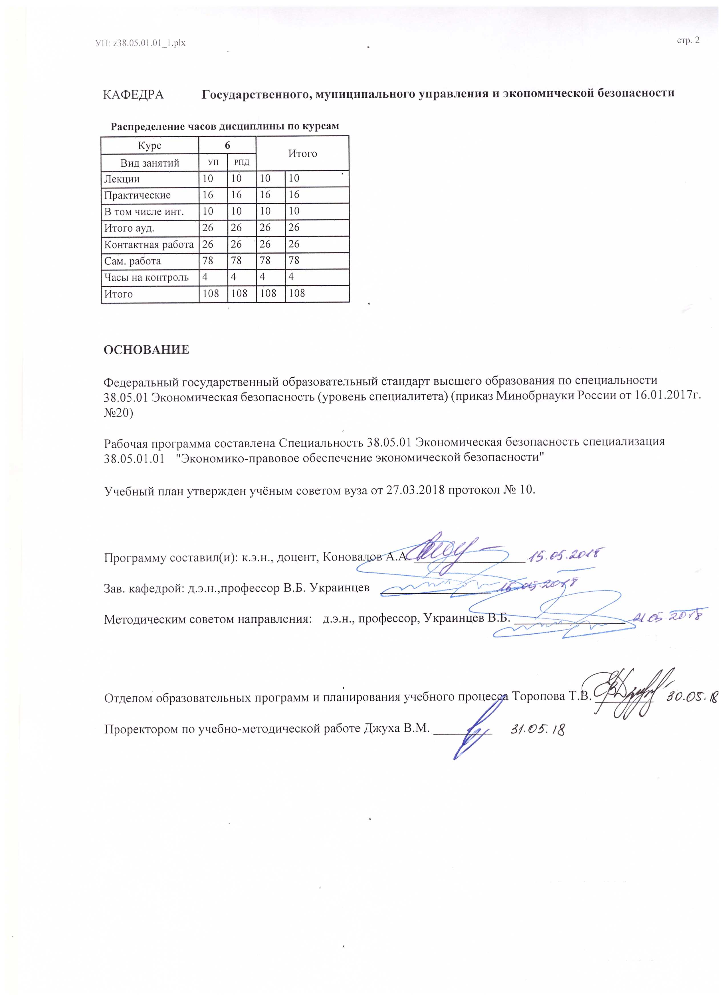 УП: z38.05.01.01_1.plx
стр. 2
КАФЕДРА Государственного, муниципального управления и экономической безопасности
Распределение часов дисциплины по курсам
Курс 6 Итого
Вид занятий УП РПД
Лекции 10 10 10 10
Практические 16 16 16 16
В том числе инт. 10 10 10 10
Итого ауд. 26 26 26 26
Контактная работа 26 26 26 26
Сам. работа 78 78 78 78
Часы на контроль 4 4 4 4
Итого 108 108 108 108
ОСНОВАНИЕ
Федеральный государственный образовательный стандарт высшего образования по специальности
38.05.01 Экономическая безопасность (уровень специалитета) (приказ Минобрнауки России от 16.01.2017г.
№20)
Рабочая программа составлена Специальность 38.05.01 Экономическая безопасность специализация
38.05.01.01 "Экономико-правовое обеспечение экономической безопасности"
Учебный план утвержден учёным советом вуза от 27.03.2018 протокол № 10.
Программу составил(и): к.э.н., доцент, Коновалов А.А. 15.05.2018
Зав. кафедрой: д.э.н.,профессор В.Б. Украинцев 15.05.2018
Методическим советом направления: д.э.н., профессор, Украинцев В.Б. 21.05.2018
Отделом образовательных программ и планирования учебного процесса Торопова Т.В. 30.05.18
Проректором по учебно-методической работе Джуха В.М. 31.05.18